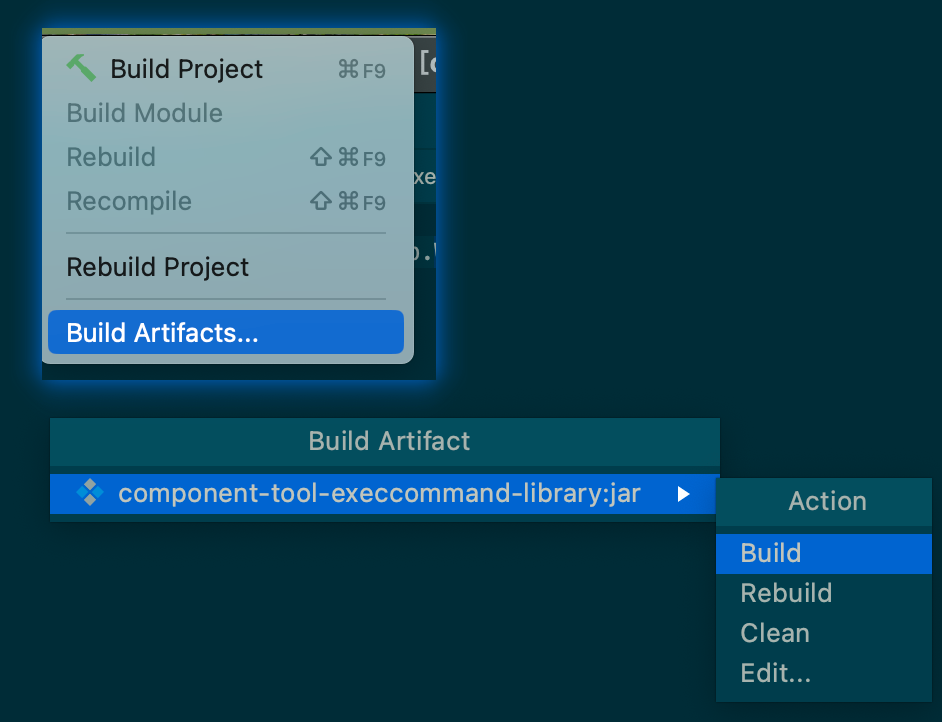 Build Project ⌘F9
Build Module
Rebuild ⇧⌘F9
Recompile ⇧⌘F9
Rebuild Project
Build Artifacts...
Build Artifact
component-tool-execcommand-library:jar
Action
Build
Rebuild
Clean
Edit...